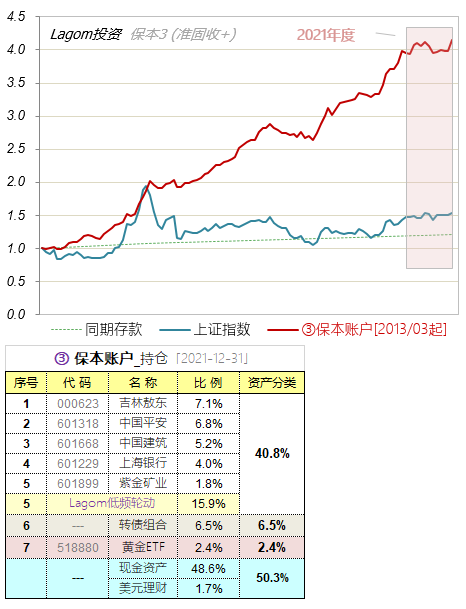 Lagom投资 保本3 (准固收+)
2021年度
4.5
4.0
3.5
3.0
2.5
2.0
1.5
1.0
0.5
0.0
同期存款 上证指数 ③保本账户[2013/03起]
③ 保本账户_持仓 「2021-12-31」
序号 代 码 名 称 比 例 资产分类
1 000623 吉林敖东 7.1%
2 601318 中国平安 6.8%
3 601668 中国建筑 5.2%
40.8%
4 601229 上海银行 4.0%
5 601899 紫金矿业 1.8%
5 Lagom低频轮动 15.9%
6 --- 转债组合 6.5% 6.5%
7 518880 黄金ETF 2.4% 2.4%
现金资产 48.6%
--- 50.3%
美元理财 1.7%